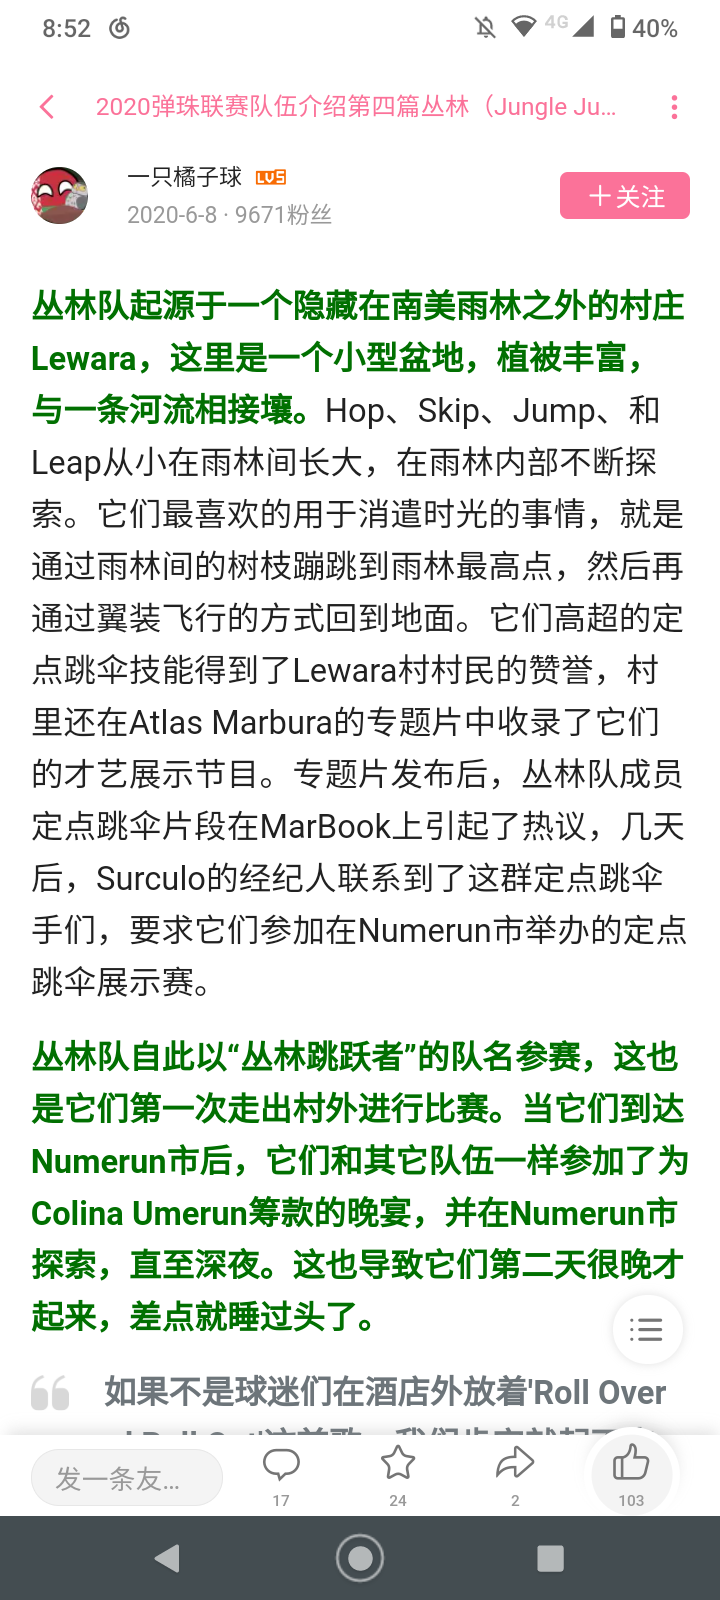 8:52
4G
40%
2020弹珠联赛队伍介绍第四篇丛林（Jungle Ju...
一只橘子球 LV5
2020-6-8 · 9671粉丝
＋关注
丛林队起源于一个隐藏在南美雨林之外的村庄
Lewara，这里是一个小型盆地，植被丰富，
与一条河流相接壤。Hop、Skip、Jump、和
Leap从小在雨林间长大，在雨林内部不断探
索。它们最喜欢的用于消遣时光的事情，就是
通过雨林间的树枝蹦跳到雨林最高点，然后再
通过翼装飞行的方式回到地面。它们高超的定
点跳伞技能得到了Lewara村村民的赞誉，村
里还在Atlas Marbura的专题片中收录了它们
的才艺展示节目。专题片发布后，丛林队成员
定点跳伞片段在MarBook上引起了热议，几天
后，Surculo的经纪人联系到了这群定点跳伞
手们，要求它们参加在Numerun市举办的定点
跳伞展示赛。
丛林队自此以“丛林跳跃者”的队名参赛，这也
是它们第一次走出村外进行比赛。当它们到达
Numerun市后，它们和其它队伍一样参加了为
Colina Umerun筹款的晚宴，并在Numerun市
探索，直至深夜。这也导致它们第二天很晚才
起来，差点就睡过头了。
如果不是球迷们在酒店外放着'Roll Over
发一条友...
17
24
2
103